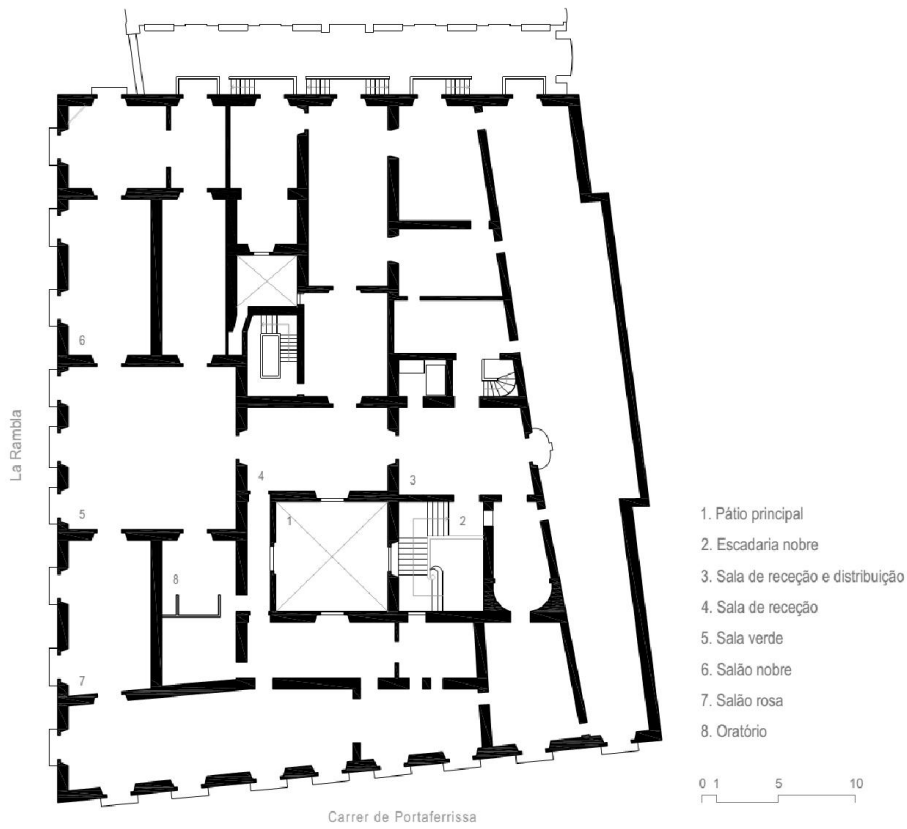 6
La Rambla
4
3
5
1
2
8
7
Carrer de Portaferrissa
1. Pátio principal
2. Escadaria nobre
3. Sala de receção e distribuição
4. Sala de receção
5. Sala verde
6. Salão nobre
7. Salão rosa
8. Oratório
0 1 5 10